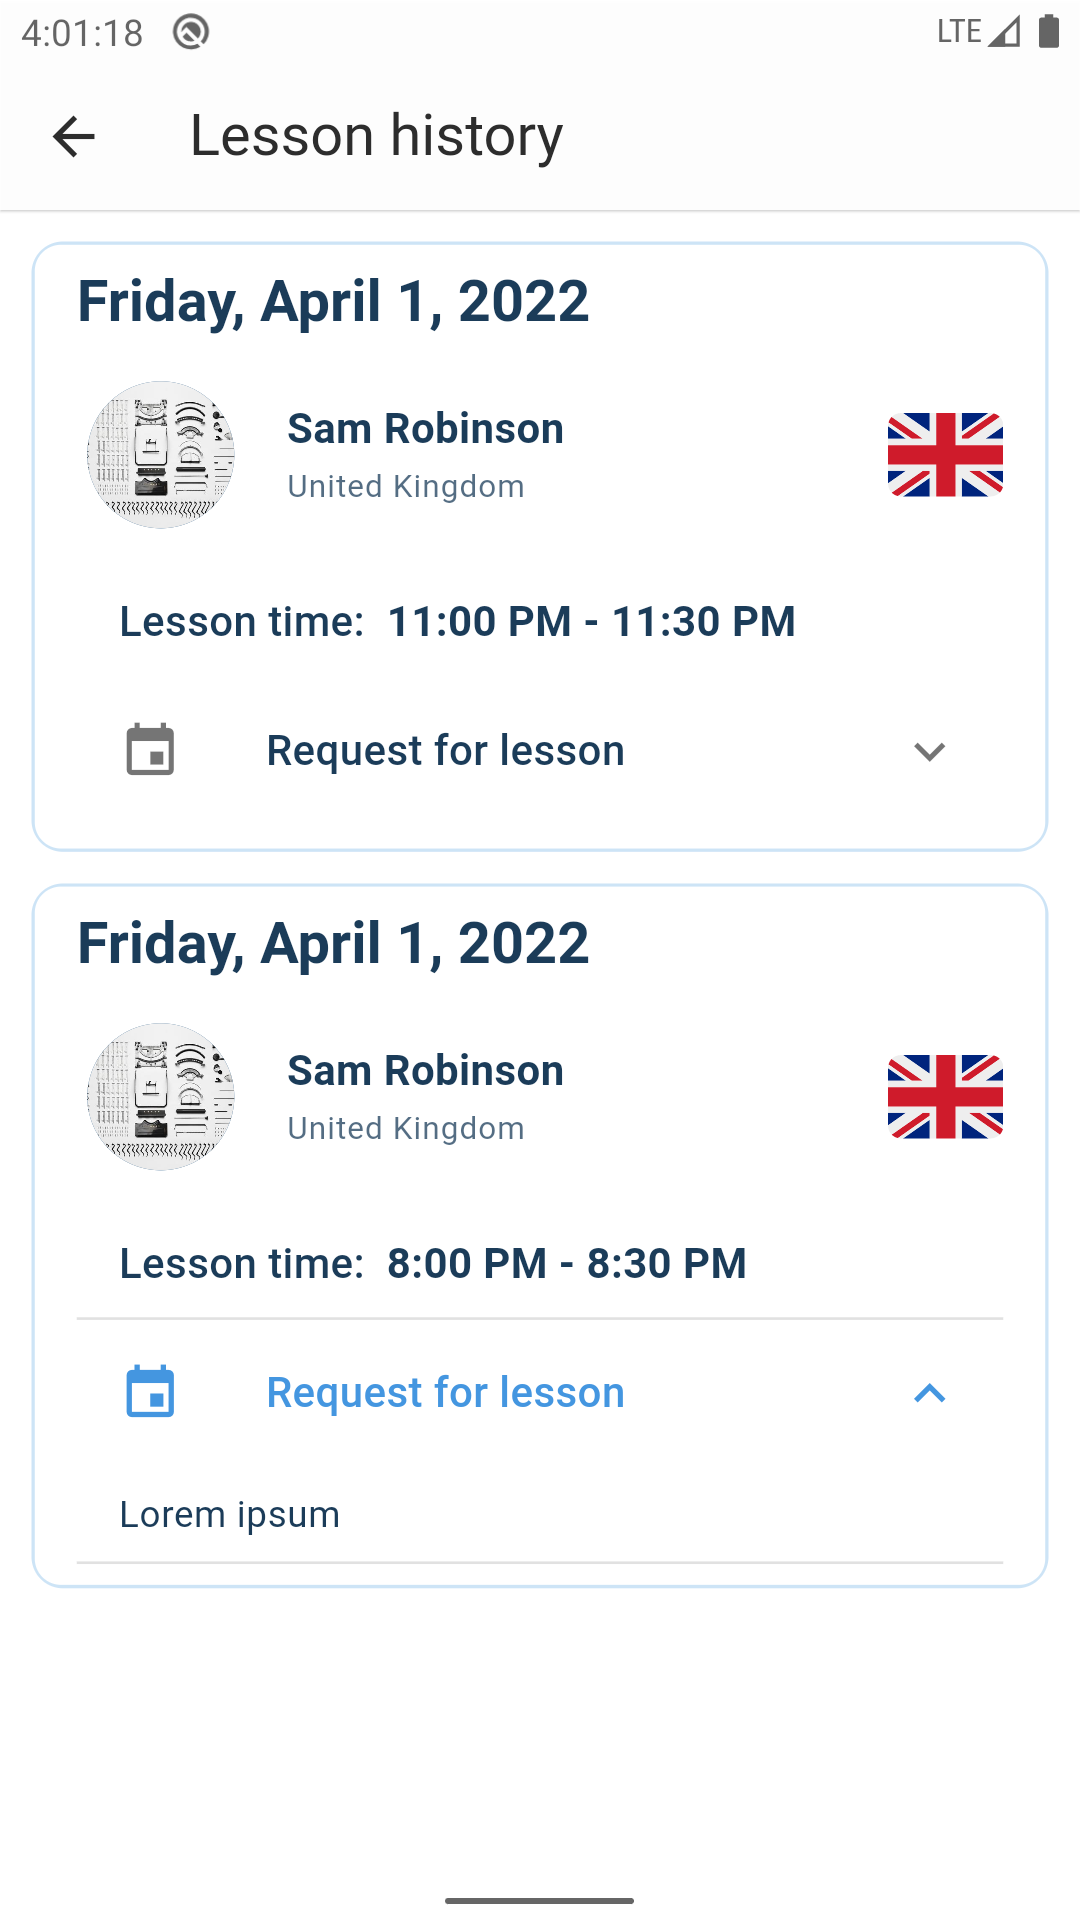 4:01:18
LTE
Lesson history
Friday, April 1, 2022
Sam Robinson
United Kingdom
Lesson time: 11:00 PM - 11:30 PM
Request for lesson
Friday, April 1, 2022
Sam Robinson
United Kingdom
Lesson time: 8:00 PM - 8:30 PM
Request for lesson
Lorem ipsum